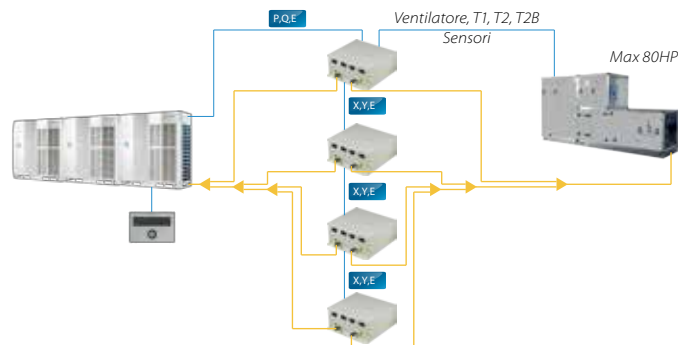 P,Q,E
Ventilatore, T1, T2, T2B
Sensori
Max 80HP
X,Y,E
X,Y,E
X,Y,E